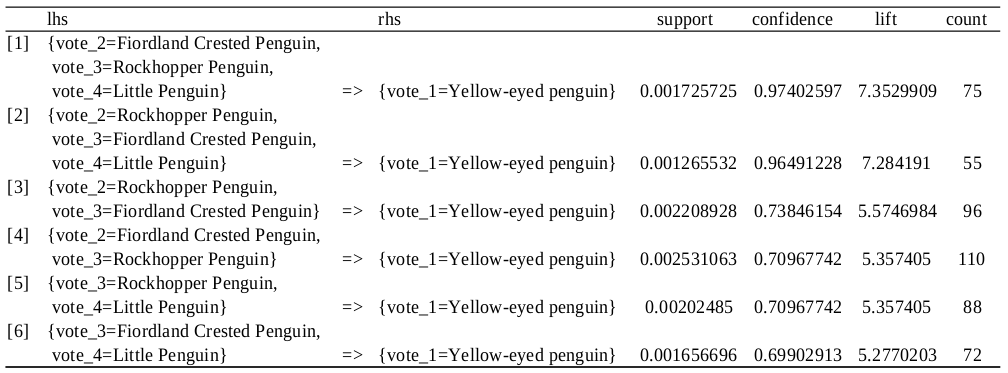 lhs rhs support confidence lift count
[1] {vote_2=Fiordland Crested Penguin,
vote_3=Rockhopper Penguin,
vote_4=Little Penguin} => {vote_1=Yellow-eyed penguin} 0.001725725 0.97402597 7.3529909 75
[2] {vote_2=Rockhopper Penguin,
vote_3=Fiordland Crested Penguin,
vote_4=Little Penguin} => {vote_1=Yellow-eyed penguin} 0.001265532 0.96491228 7.284191 55
[3] {vote_2=Rockhopper Penguin,
vote_3=Fiordland Crested Penguin} => {vote_1=Yellow-eyed penguin} 0.002208928 0.73846154 5.5746984 96
[4] {vote_2=Fiordland Crested Penguin,
vote_3=Rockhopper Penguin} => {vote_1=Yellow-eyed penguin} 0.002531063 0.70967742 5.357405 110
[5] {vote_3=Rockhopper Penguin,
vote_4=Little Penguin} => {vote_1=Yellow-eyed penguin} 0.00202485 0.70967742 5.357405 88
[6] {vote_3=Fiordland Crested Penguin,
vote_4=Little Penguin} => {vote_1=Yellow-eyed penguin} 0.001656696 0.69902913 5.2770203 72